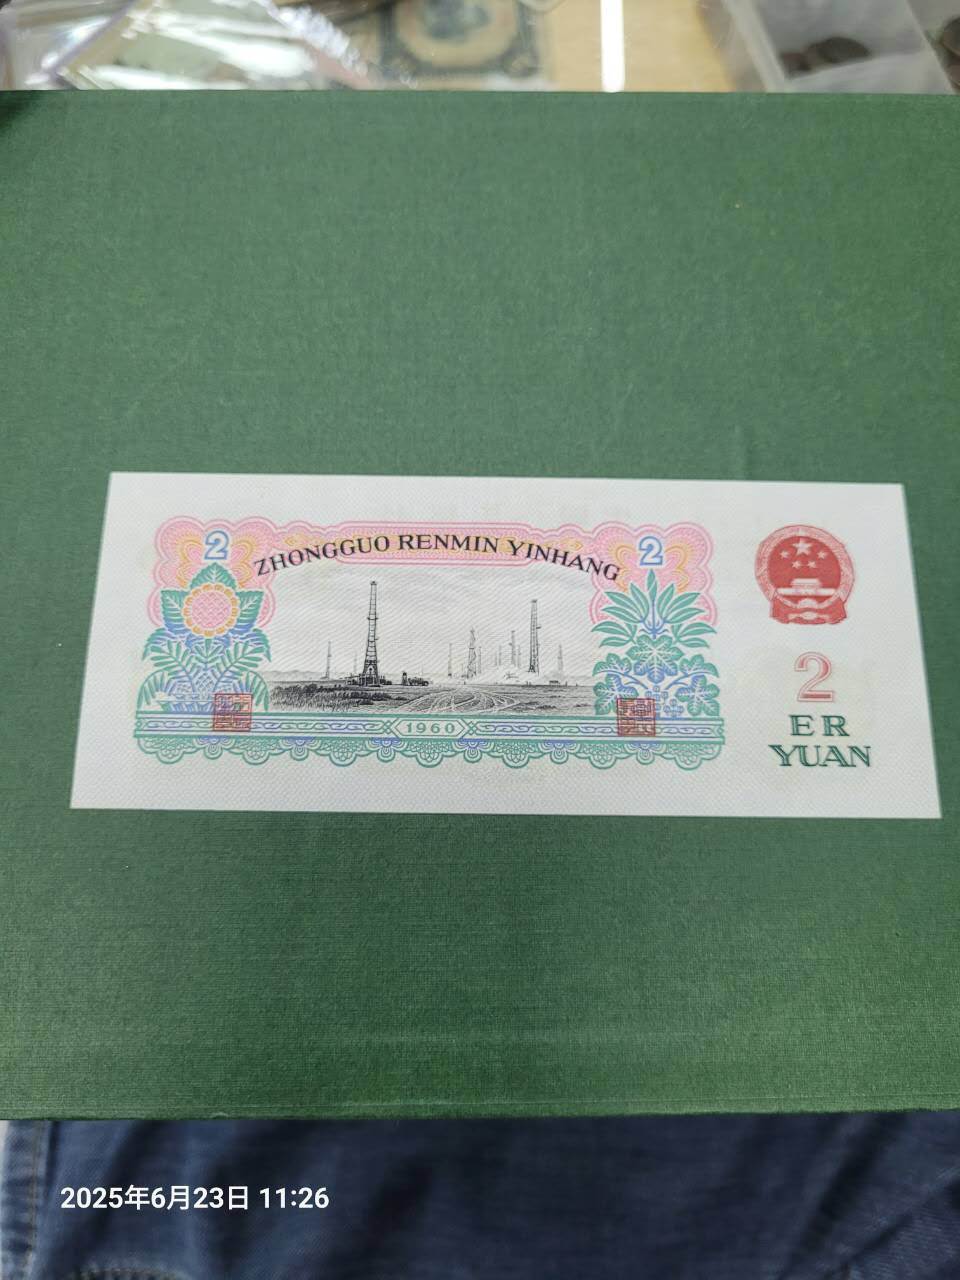 2
ZHONGGUO RENMIN YINHANG
2
1960
2
ER
YUAN
2025年6月23日 11:26